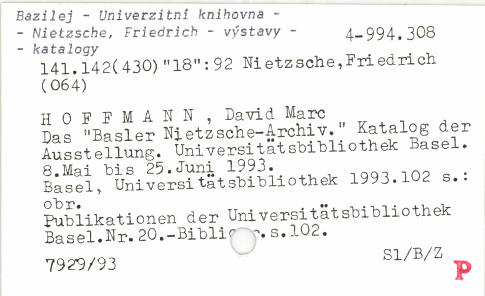 Bazilej - Univerzitní knihovna -
- Nietzsche, Friedrich - výstavy -
- katalogy
4-994.308
141.142(430)"18":92 Nietzsche,Friedrich
(064)
H O F F M A N N , David Marc
Das "Basler Nietzsche-Archiv." Katalog der
Ausstellung. Universitätsbibliothek Basel.
8.Mai bis 25.Juni 1993.
Basel, Universitätsbibliothek 1993.102 s.:
obr.
Publikationen der Universitätsbibliothek
Basel.Nr.20.-Biblio r.s.102.
7929/93
Sl/B/Z
P